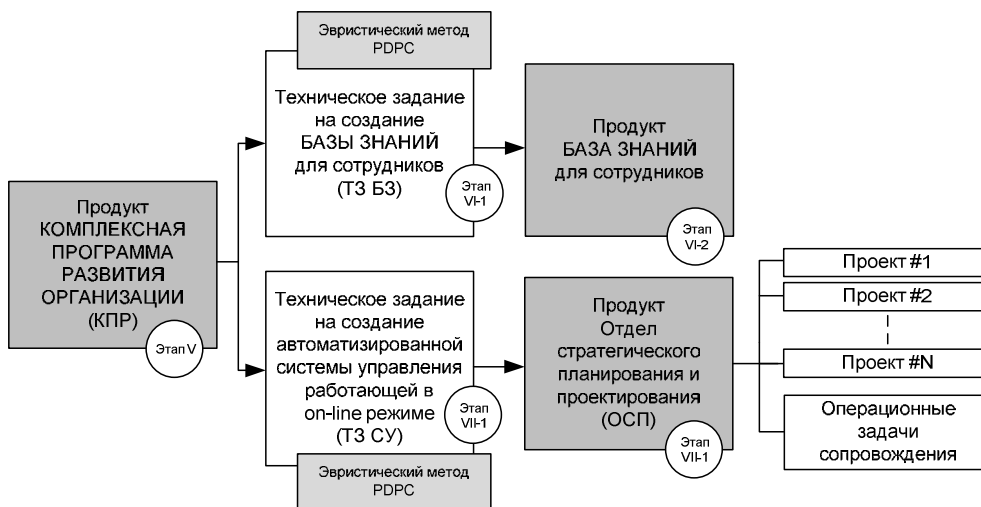 Эвристический метод
PDPC
Техническое задание
на создание
БАЗЫ ЗНАНИЙ
для сотрудников
(ТЗ БЗ)
Этап
VI-1
Продукт
БАЗА ЗНАНИЙ
для сотрудников
Этап
VI-2
Продукт
КОМПЛЕКСНАЯ
ПРОГРАММА
РАЗВИТИЯ
ОРГАНИЗАЦИИ
(КПР)
Этап V
Техническое задание
на создание
автоматизированной
системы управления
работающей в
on-line режиме
(ТЗ СУ)
Этап
VII-1
Эвристический метод
PDPC
Продукт
Отдел
стратегического
планирования и
проектирования
(ОСП)
Этап
VII-1
Проект #1
Проект #2
Проект #N
Операционные
задачи
сопровождения